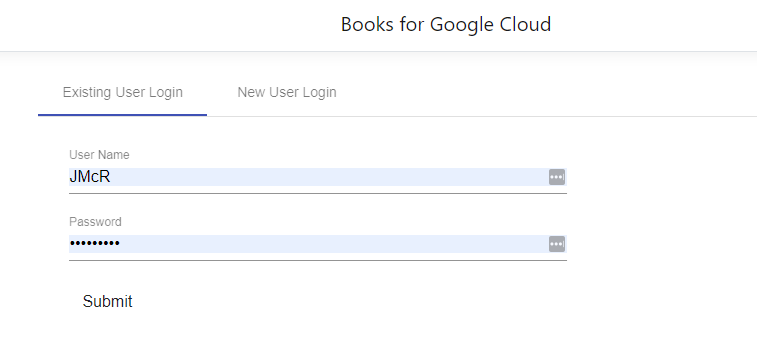 Books for Google Cloud
Existing User Login New User Login
User Name
JMcR
Password
•••••••••
Submit